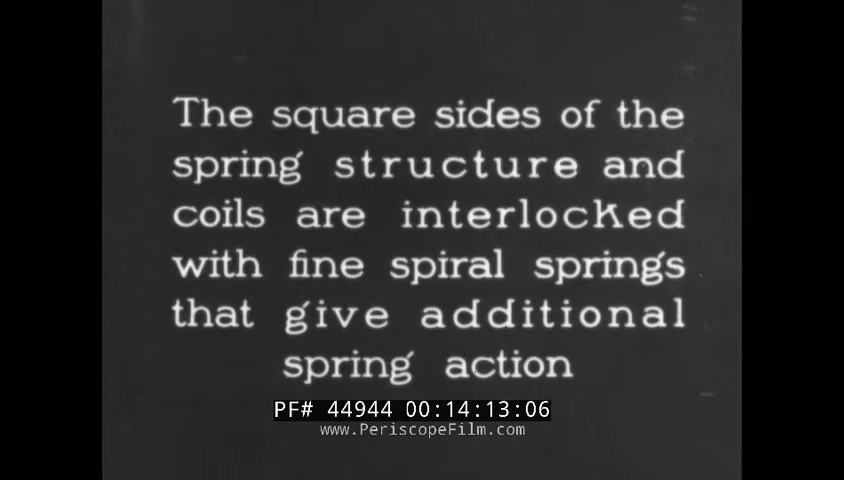 The square sides of the
spring structure and
coils are interlocked
with fine spiral springs
that give additional
spring action
PF# 44944 00:14:13:06
www.PeriscopeFilm.com